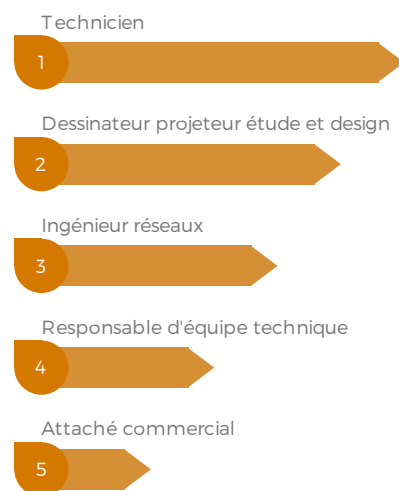 Technicien
1
Dessinateur projeteur étude et design
2
Ingénieur réseaux
3
Responsable d'équipe technique
4
Attaché commercial
5